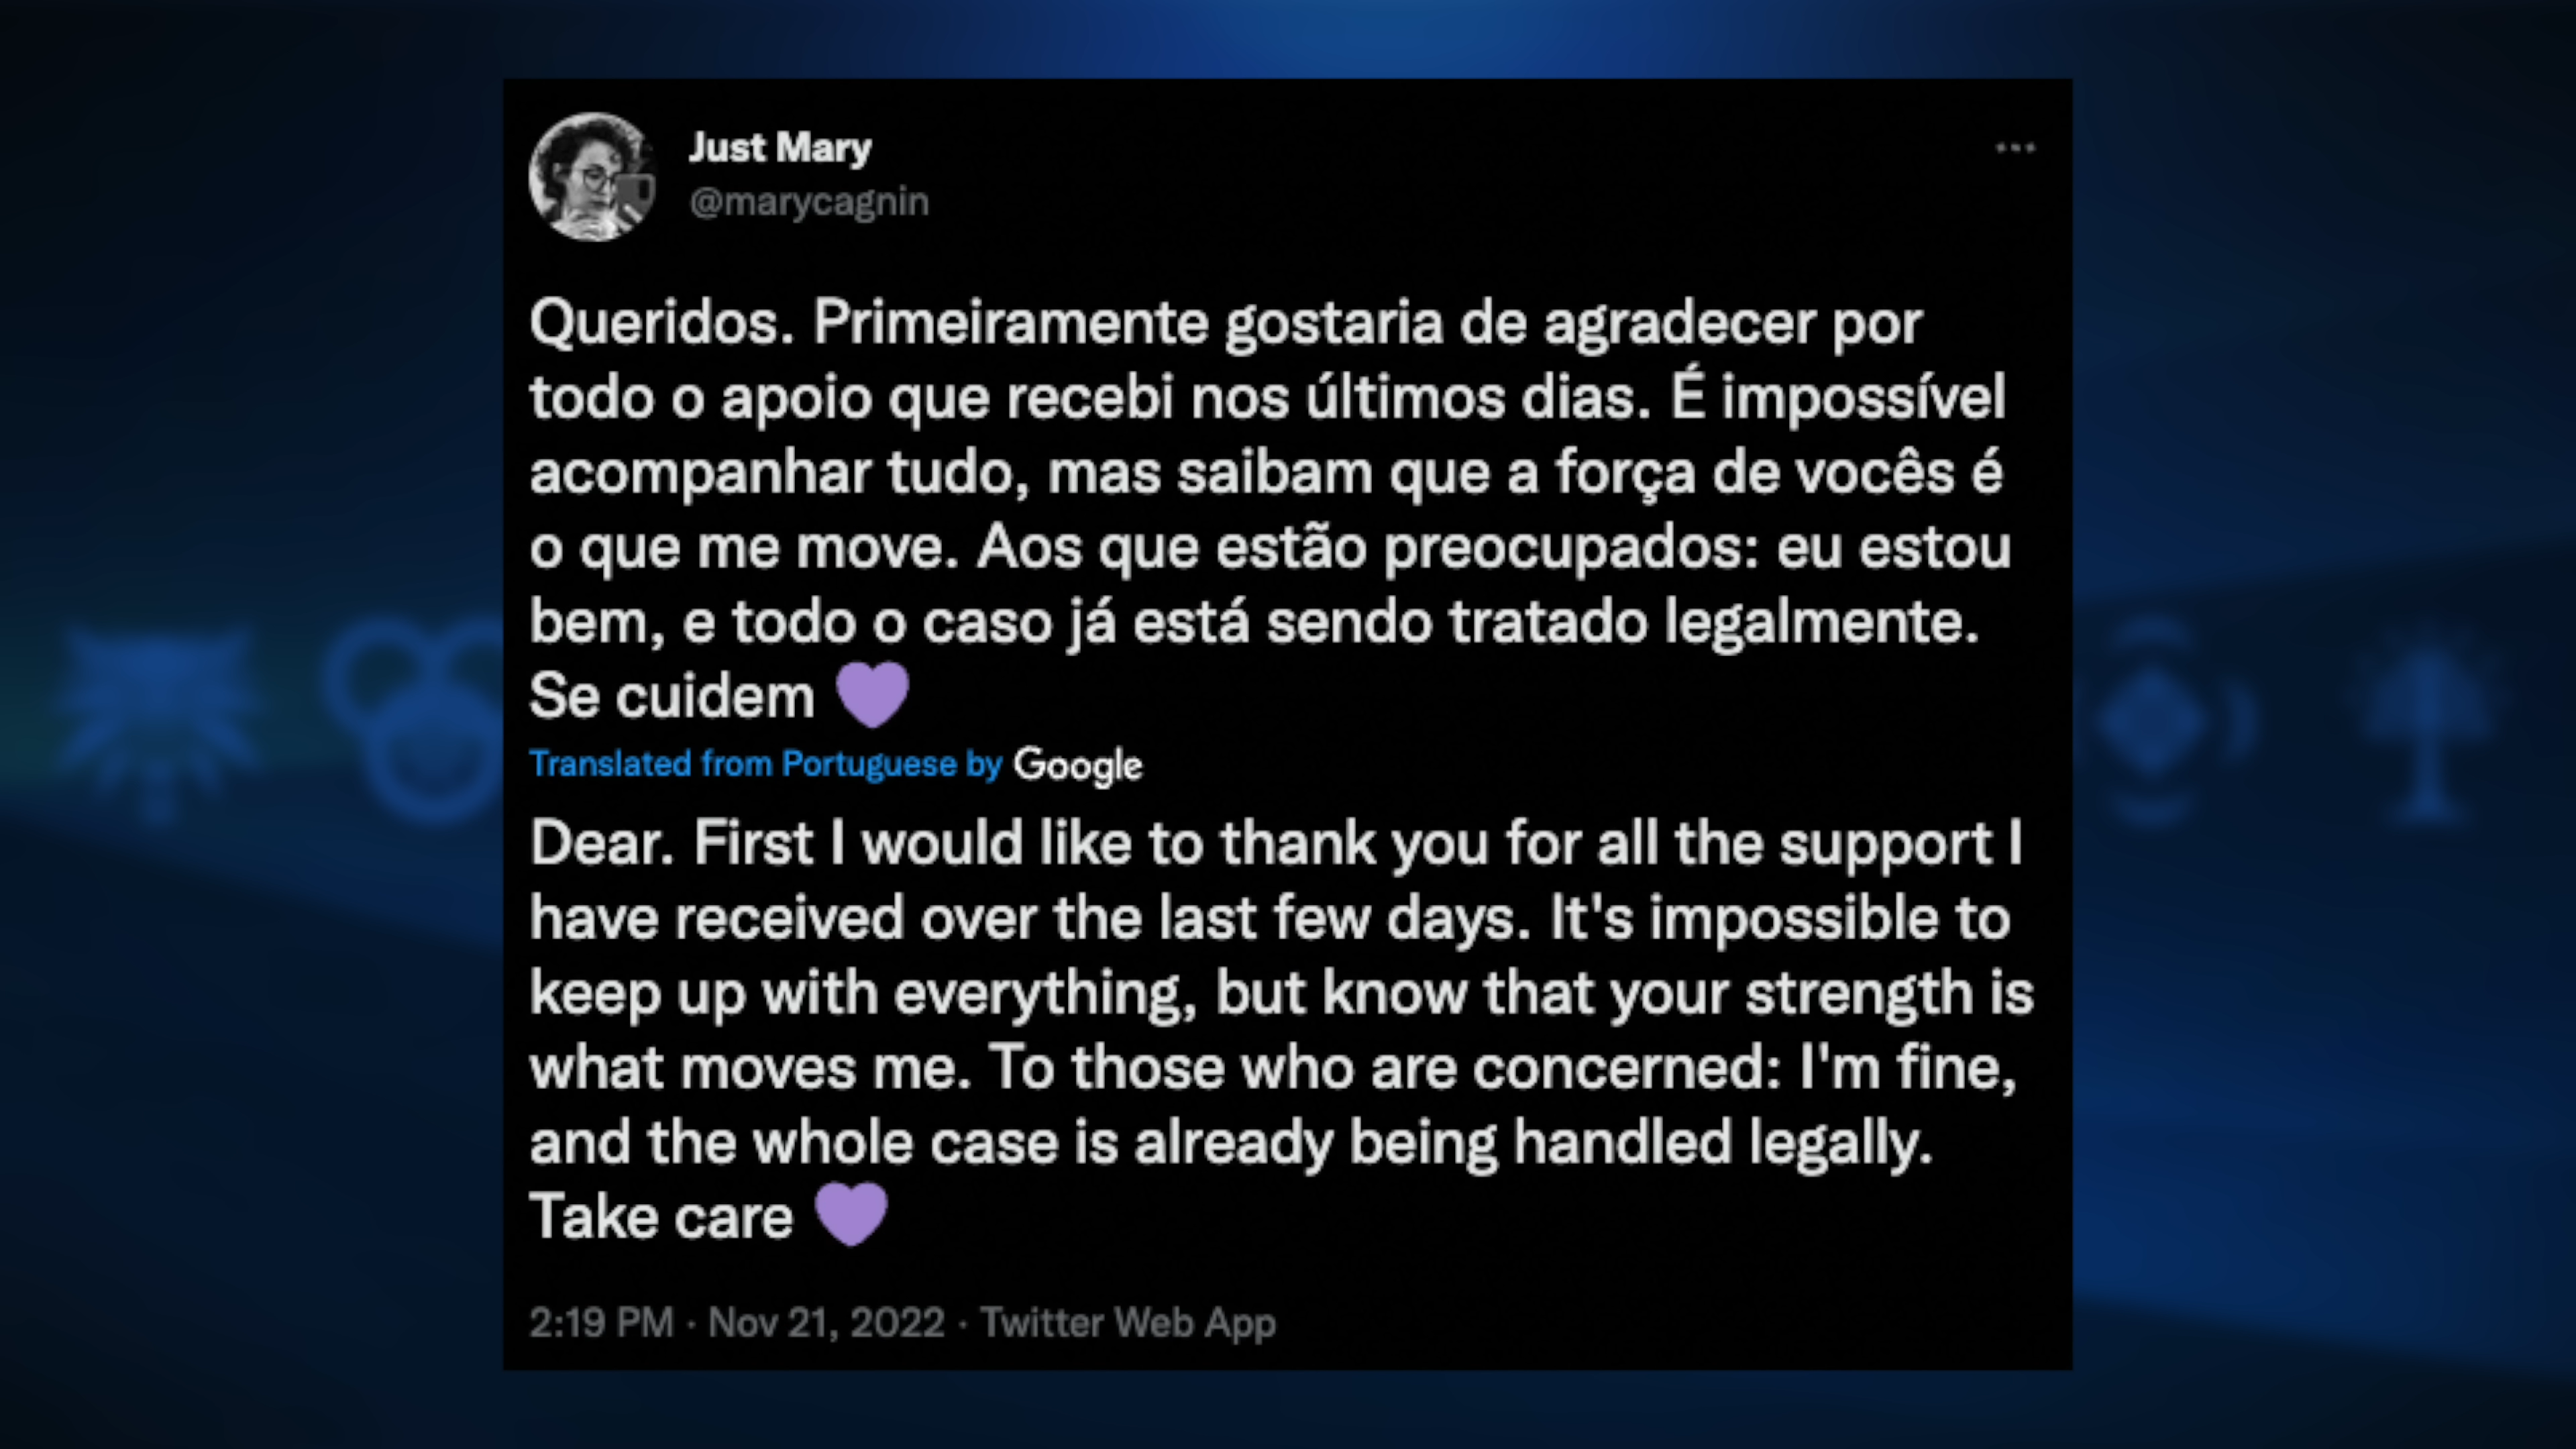 Just Mary
@marycagnin
Queridos. Primeiramente gostaria de agradecer por
todo o apoio que recebi nos últimos dias. É impossível
acompanhar tudo, mas saibam que a força de vocês é
o que me move. Aos que estão preocupados: eu estou
bem, e todo o caso já está sendo tratado legalmente.
Se cuidem 💜
Translated from Portuguese by Google
Dear. First I would like to thank you for all the support I
have received over the last few days. It's impossible to
keep up with everything, but know that your strength is
what moves me. To those who are concerned: I'm fine,
and the whole case is already being handled legally.
Take care 💜
2:19 PM · Nov 21, 2022 · Twitter Web App